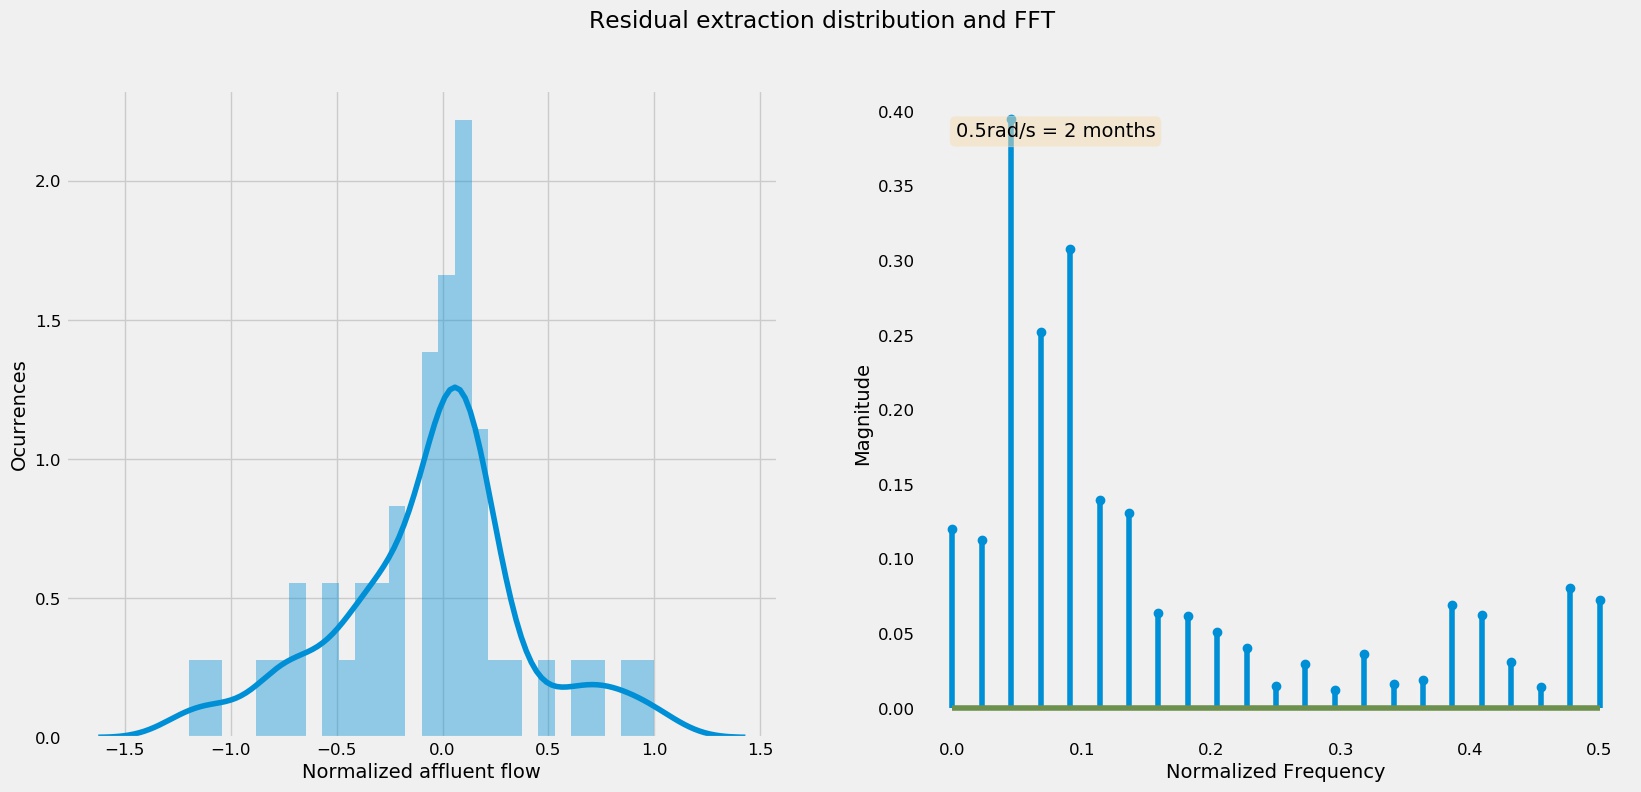 Residual extraction distribution and FFT
Ocurrences
2.0
1.5
1.0
0.5
0.0
−1.5 −1.0 −0.5 0.0 0.5 1.0 1.5
Normalized affluent flow
0.5rad/s = 2 months
Magnitude
0.40
0.35
0.30
0.25
0.20
0.15
0.10
0.05
0.00
0.0 0.1 0.2 0.3 0.4 0.5
Normalized Frequency